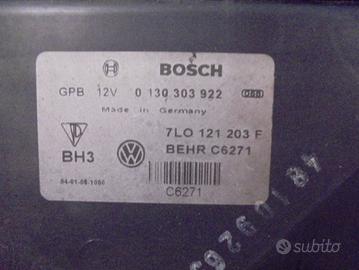 BOSCH
GPB 12V 0 130 303 922
Made in Germany
7L0 121 203 F
BH3
BEHR C6271
C6271
subito